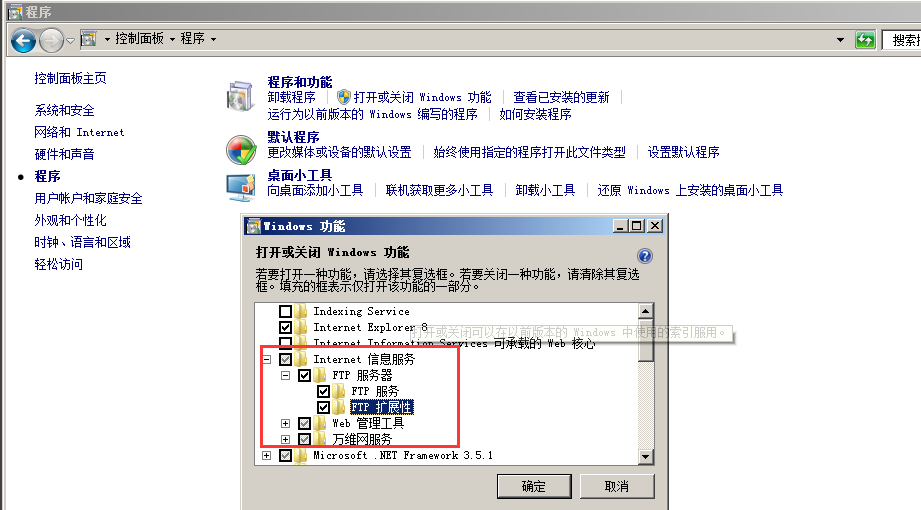 程序
控制面板 程序 搜索
控制面板主页
系统和安全
网络和 Internet
硬件和声音
程序
用户帐户和家庭安全
外观和个性化
时钟、语言和区域
轻松访问
程序和功能
卸载程序 打开或关闭 Windows 功能 查看已安装的更新
运行为以前版本的 Windows 编写的程序 如何安装程序
默认程序
更改媒体或设备的默认设置 始终使用指定的程序打开此文件类型 设置默认程序
桌面小工具
向桌面添加小工具 联机获取更多小工具 卸载小工具 还原 Windows 上安装的桌面小工具
Windows 功能
打开或关闭 Windows 功能
若要打开一种功能，请选择其复选框。若要关闭一种功能，请清除其复选
框。填充的框表示仅打开该功能的一部分。
Indexing Service
Internet Explorer 8
打开或关闭可以在以前版本的 Windows 中使用的索引服用。
Internet Information Services 可承载的 Web 核心
Internet 信息服务
FTP 服务器
FTP 服务
FTP 扩展性
Web 管理工具
万维网服务
Microsoft .NET Framework 3.5.1
确定 取消